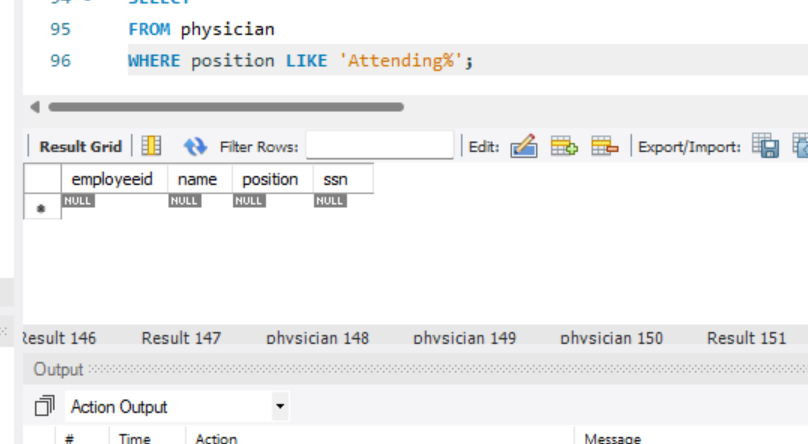 94 SELECT
95 FROM physician
96 WHERE position LIKE 'Attending%';
Result Grid Filter Rows: Edit: Export/Import:
employeeid name position ssn
NULL NULL NULL NULL
Result 146 Result 147 physician 148 physician 149 physician 150 Result 151
Output
Action Output
# Time Action Message